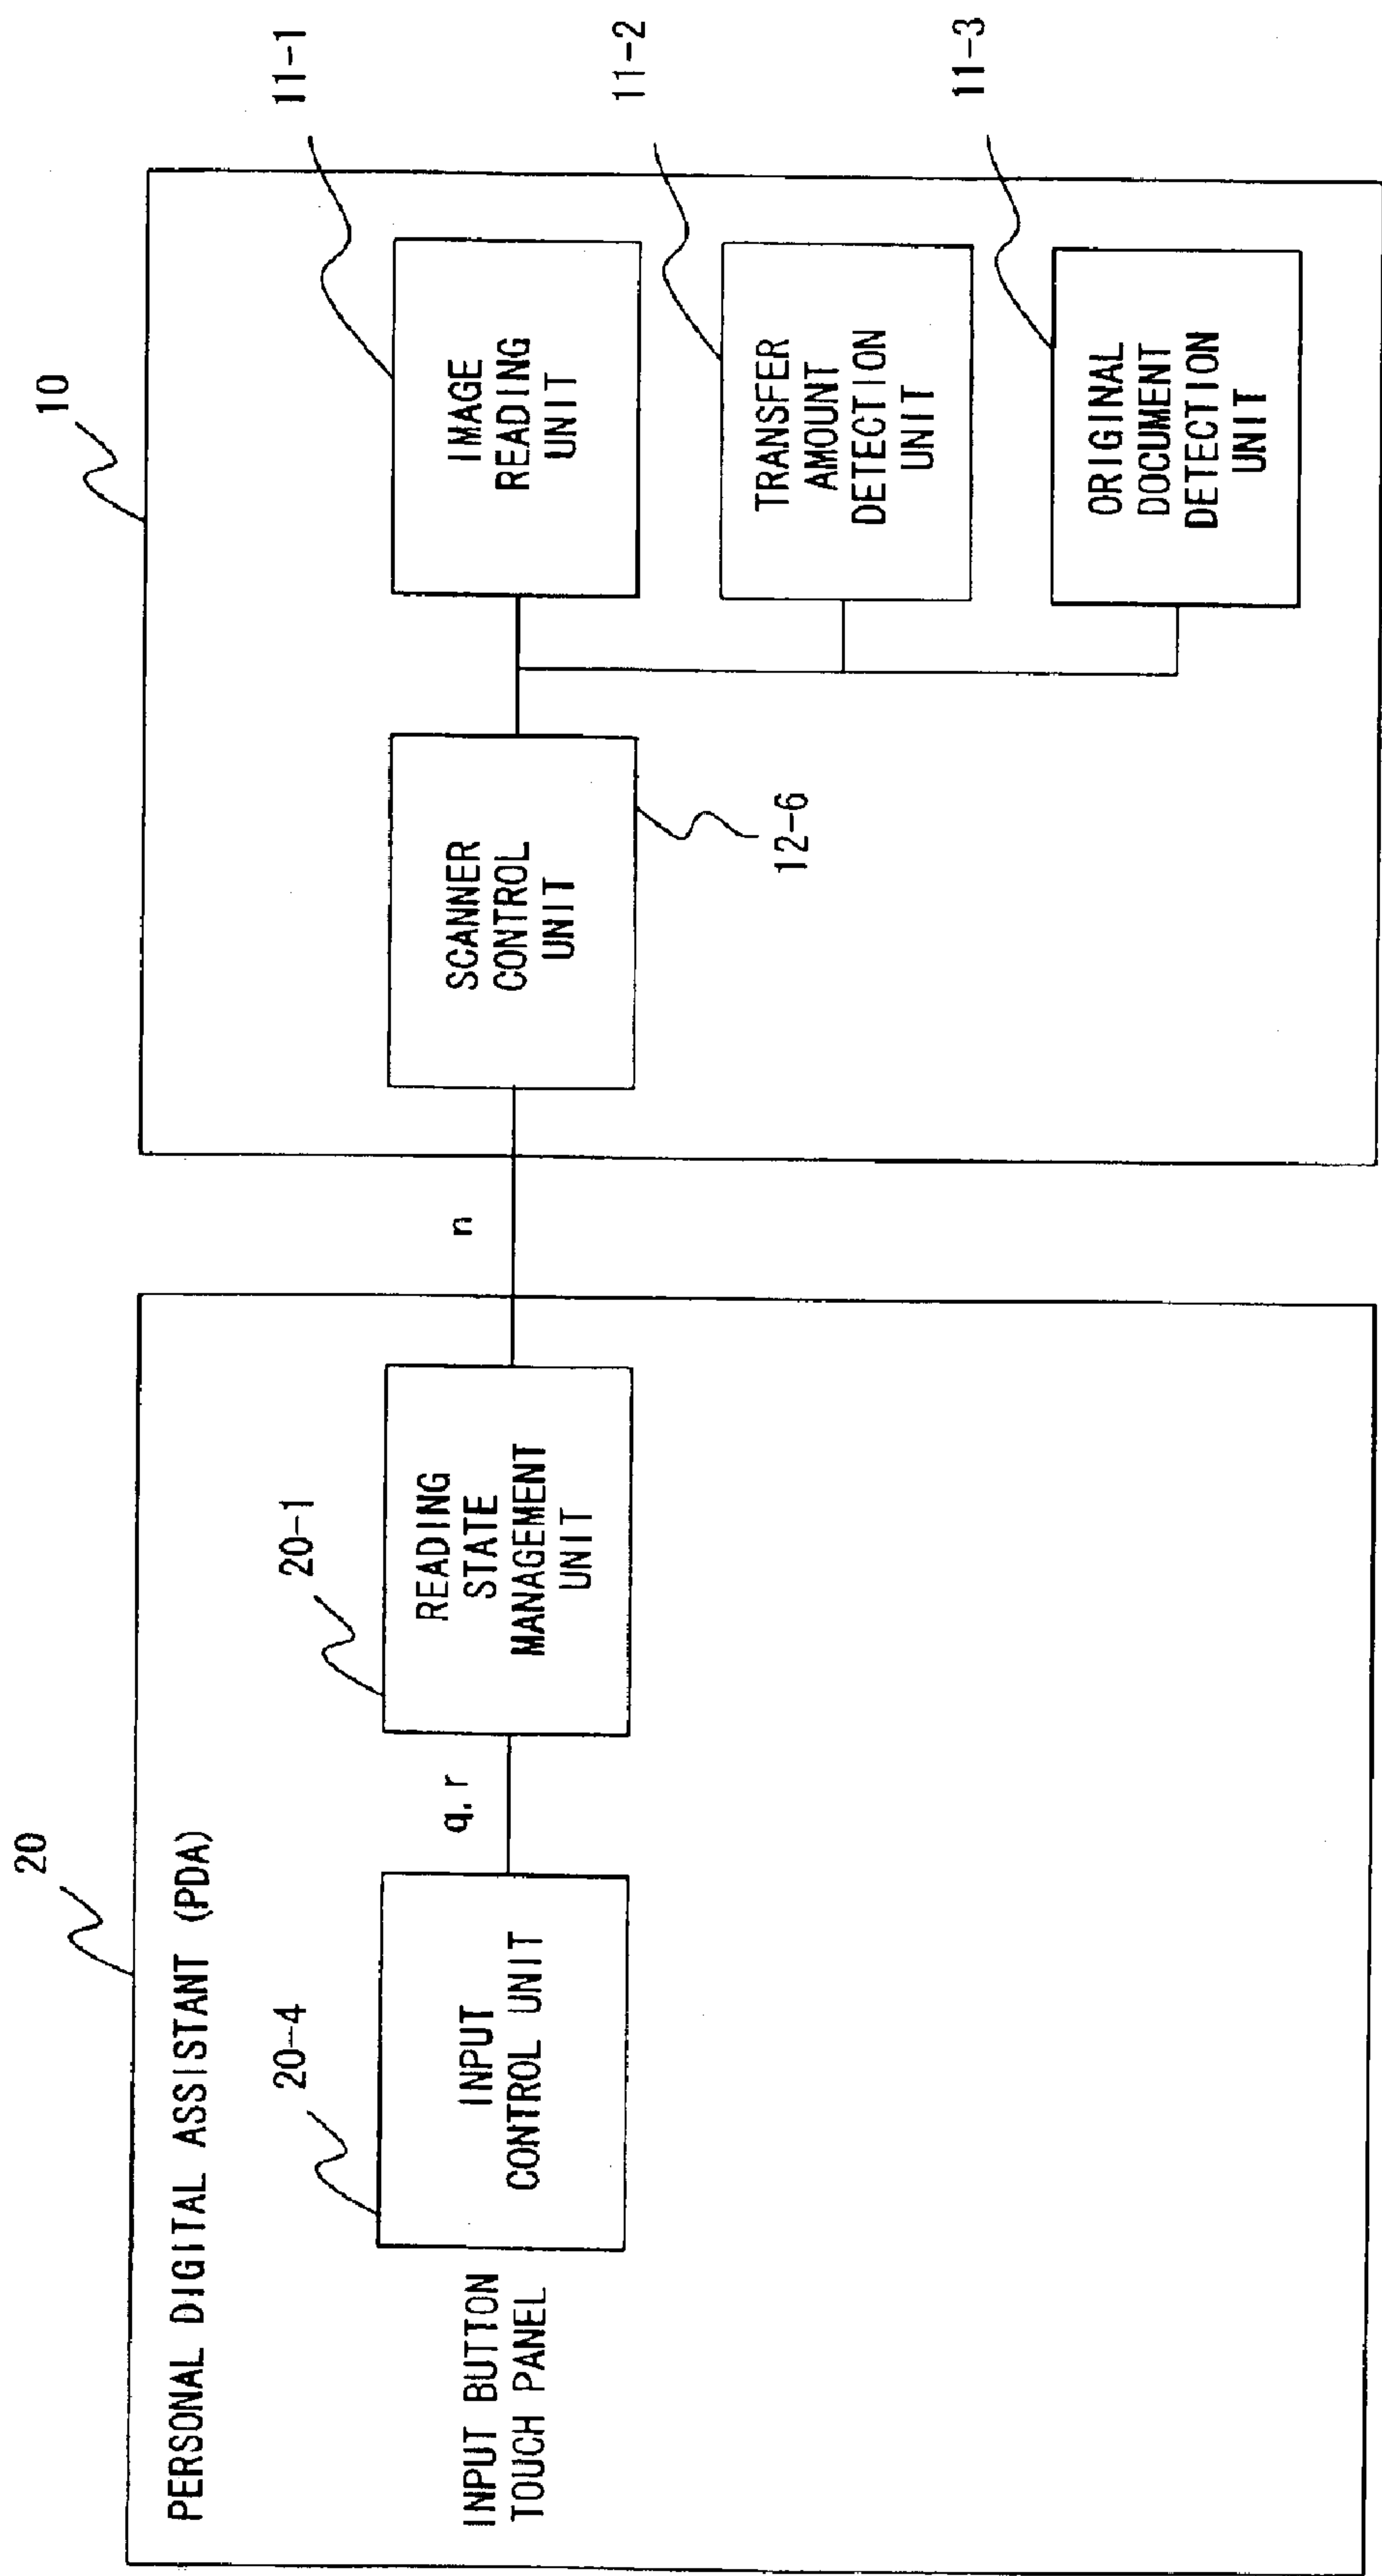 20
PERSONAL DIGITAL ASSISTANT (PDA)
INPUT BUTTON
TOUCH PANEL
20-4
INPUT
CONTROL UNIT
q, r
20-1
READING
STATE
MANAGEMENT
UNIT
n
10
SCANNER
CONTROL
UNIT
12-6
IMAGE
READING
UNIT
11-1
TRANSFER
AMOUNT
DETECTION
UNIT
11-2
ORIGINAL
DOCUMENT
DETECTION
UNIT
11-3